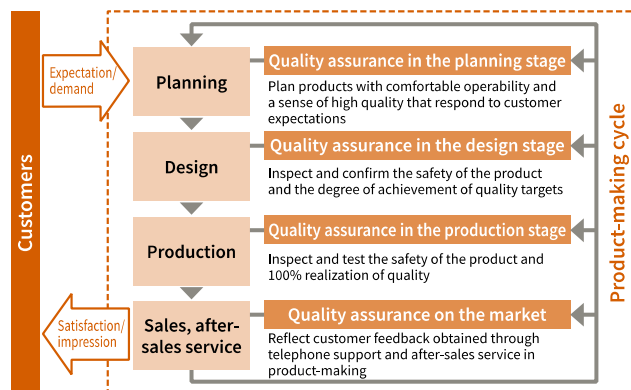 Customers
Expectation/
demand
Planning
Quality assurance in the planning stage
Plan products with comfortable operability and
a sense of high quality that respond to customer
expectations
Design
Quality assurance in the design stage
Inspect and confirm the safety of the product
and the degree of achievement of quality targets
Production
Quality assurance in the production stage
Inspect and test the safety of the product and
100% realization of quality
Satisfaction/
impression
Sales, after-
sales service
Quality assurance on the market
Reflect customer feedback obtained through
telephone support and after-sales service in
product-making
Product-making cycle